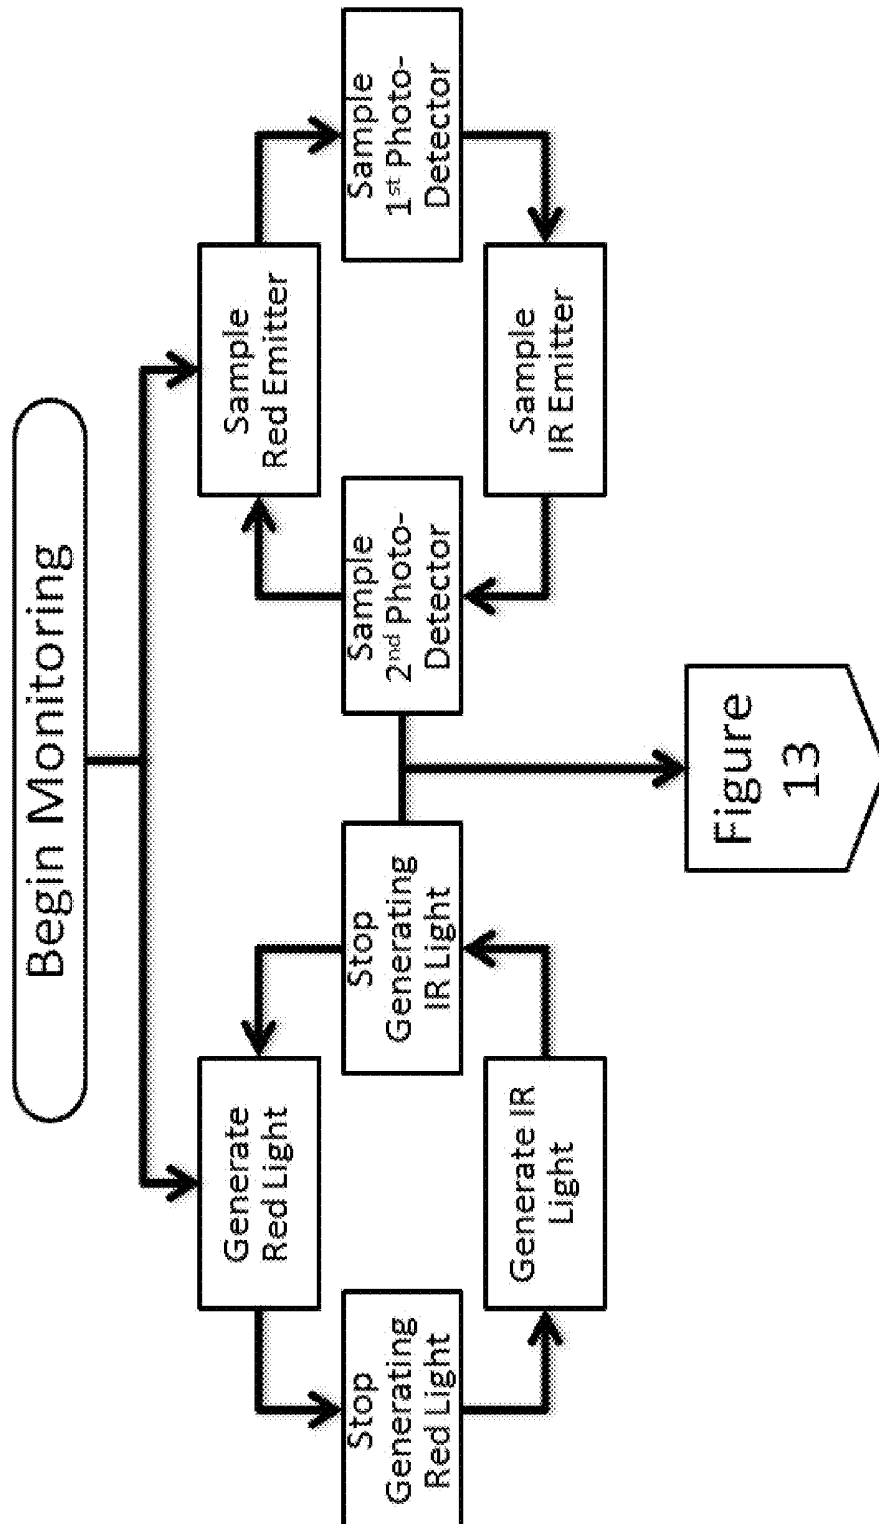 Begin Monitoring
Generate
Red Light
Sample
Red Emitter
Stop
Generating
Red Light
Stop
Generating
IR Light
Sample
2nd Photo-
Detector
Sample
1st Photo-
Detector
Generate IR
Light
Sample
IR Emitter
Figure
13